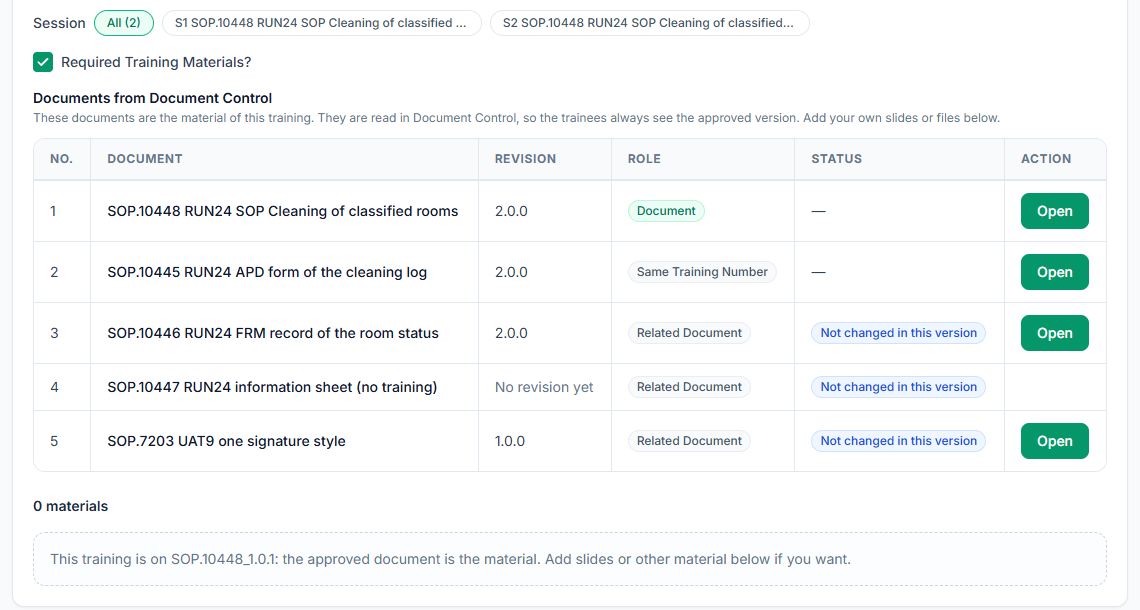 Session All (2) S1 SOP.10448 RUN24 SOP Cleaning of classified ... S2 SOP.10448 RUN24 SOP Cleaning of classified...
Required Training Materials?
Documents from Document Control
These documents are the material of this training. They are read in Document Control, so the trainees always see the approved version. Add your own slides or files below.
NO. DOCUMENT REVISION ROLE STATUS ACTION
1 SOP.10448 RUN24 SOP Cleaning of classified rooms 2.0.0 Document — Open
2 SOP.10445 RUN24 APD form of the cleaning log 2.0.0 Same Training Number — Open
3 SOP.10446 RUN24 FRM record of the room status 2.0.0 Related Document Not changed in this version Open
4 SOP.10447 RUN24 information sheet (no training) No revision yet Related Document Not changed in this version
5 SOP.7203 UAT9 one signature style 1.0.0 Related Document Not changed in this version Open
0 materials
This training is on SOP.10448_1.0.1: the approved document is the material. Add slides or other material below if you want.